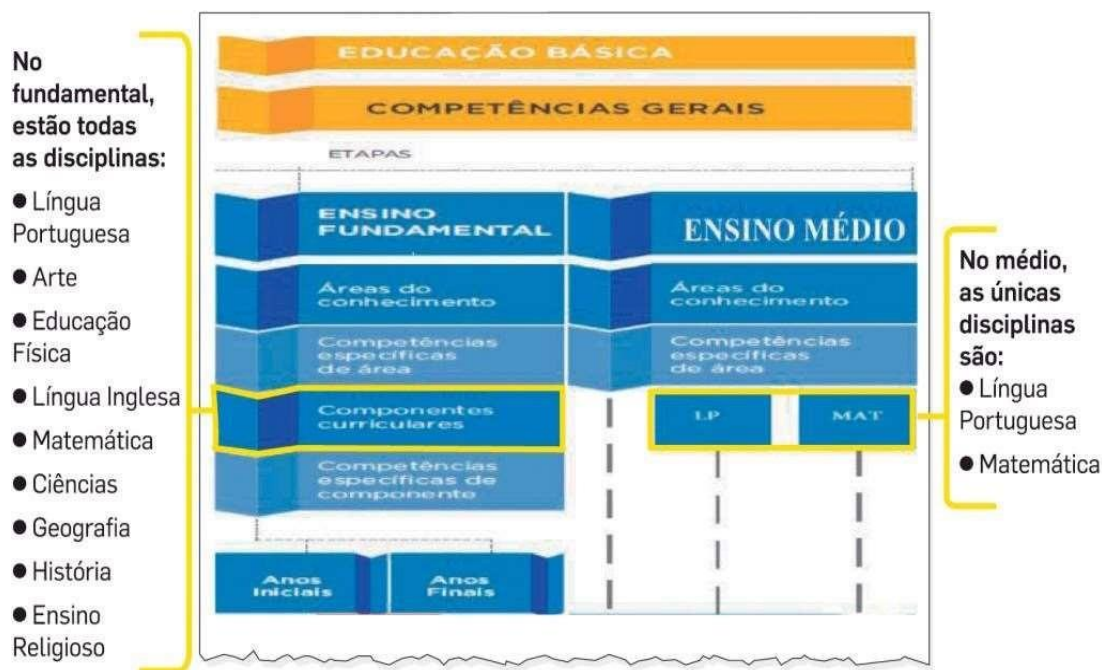 No
fundamental,
estão todas
as disciplinas:
● Língua
Portuguesa
● Arte
● Educação
Física
● Língua Inglesa
● Matemática
● Ciências
● Geografia
● História
● Ensino
Religioso
EDUCAÇÃO BÁSICA
COMPETÊNCIAS GERAIS
ETAPAS
ENSINO
FUNDAMENTAL
Áreas do
conhecimento
Competências
específicas
de área
Componentes
curriculares
Competências
específicas de
componente
Anos
Iniciais
Anos
Finais
ENSINO MÉDIO
Áreas do
conhecimento
Competências
específicas
de área
LP
MAT
No médio,
as únicas
disciplinas
são:
● Língua
Portuguesa
● Matemática